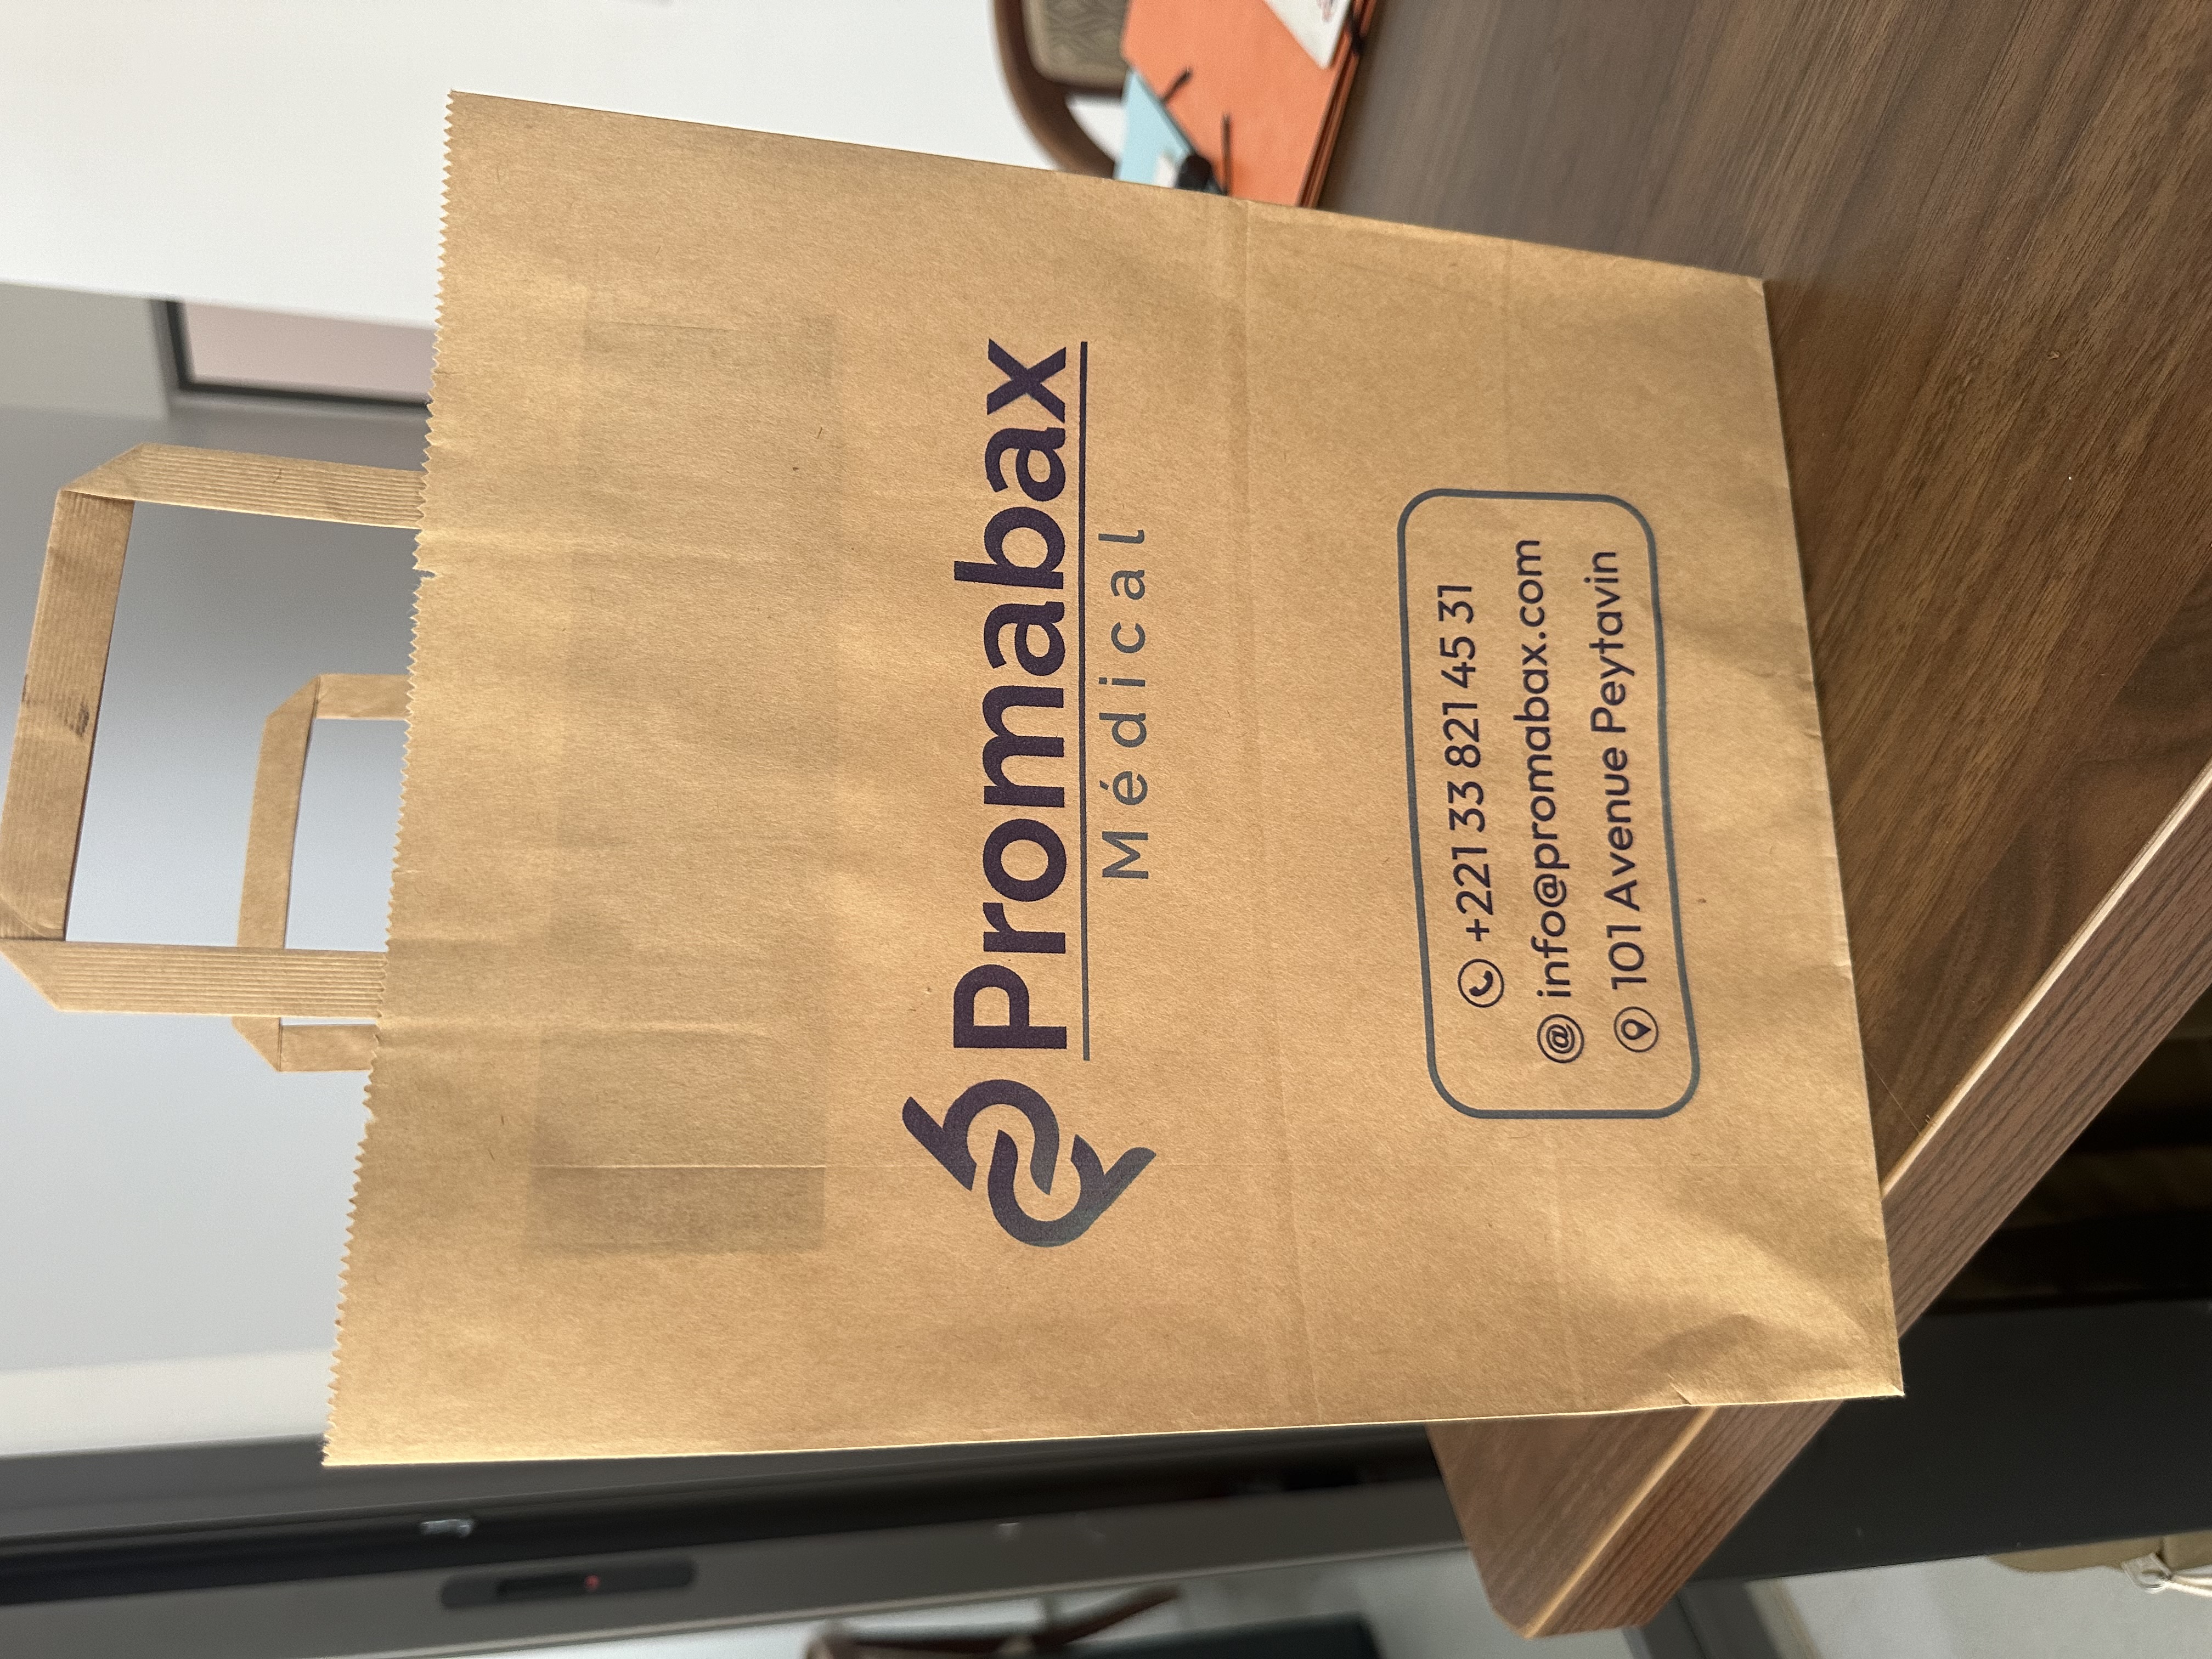 Promabax
Médical
+221 33 821 45 31
@ info@promabax.com
101 Avenue Peytavin